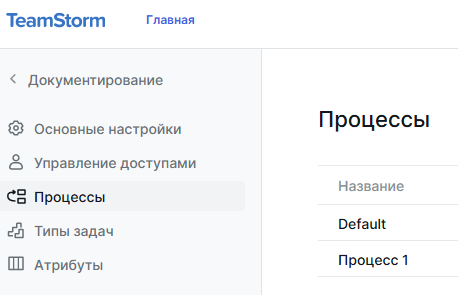 TeamStorm
Главная
Документирование
Основные настройки
Управление доступами
Процессы
Типы задач
Атрибуты
Процессы
Название
Default
Процесс 1